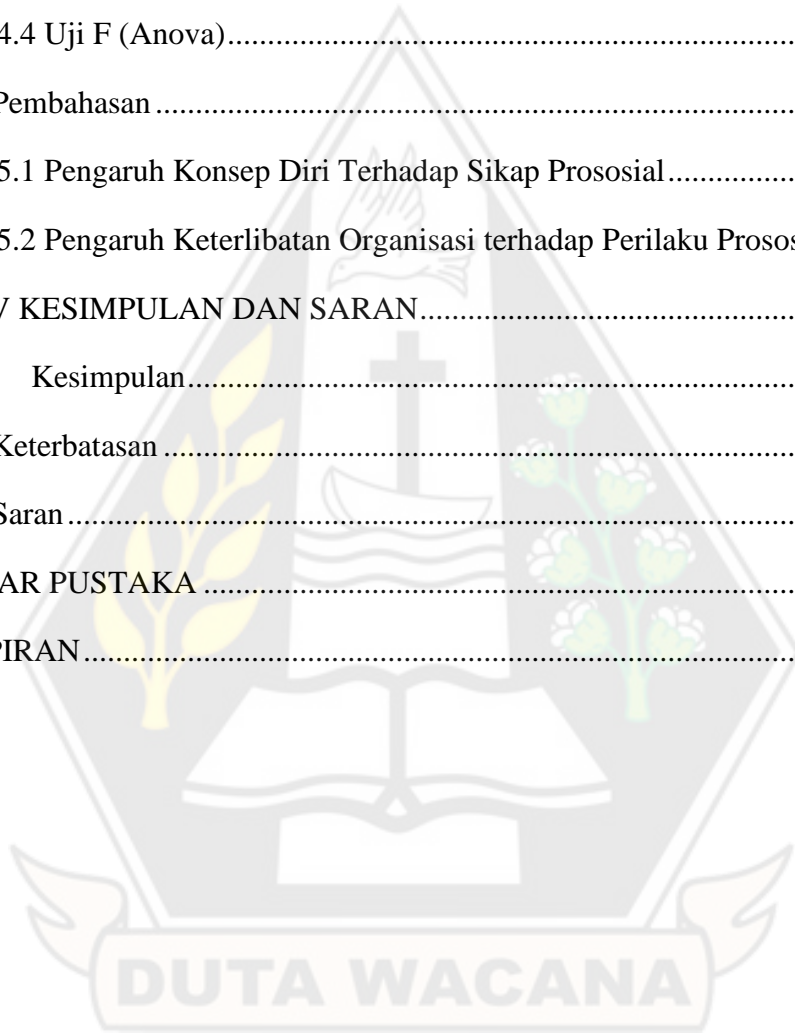 4.4 Uji F (Anova)..........................................................................
Pembahasan....................................................................................
5.1 Pengaruh Konsep Diri Terhadap Sikap Prososial....................
5.2 Pengaruh Keterlibatan Organisasi terhadap Perilaku
V KESIMPULAN DAN SARAN...................................................
Kesimpulan................................................................................
Keterbatasan...................................................................................
Saran...............................................................................................
AR PUSTAKA..............................................................................
PIRAN...........................................................................................
DUTA WACANA